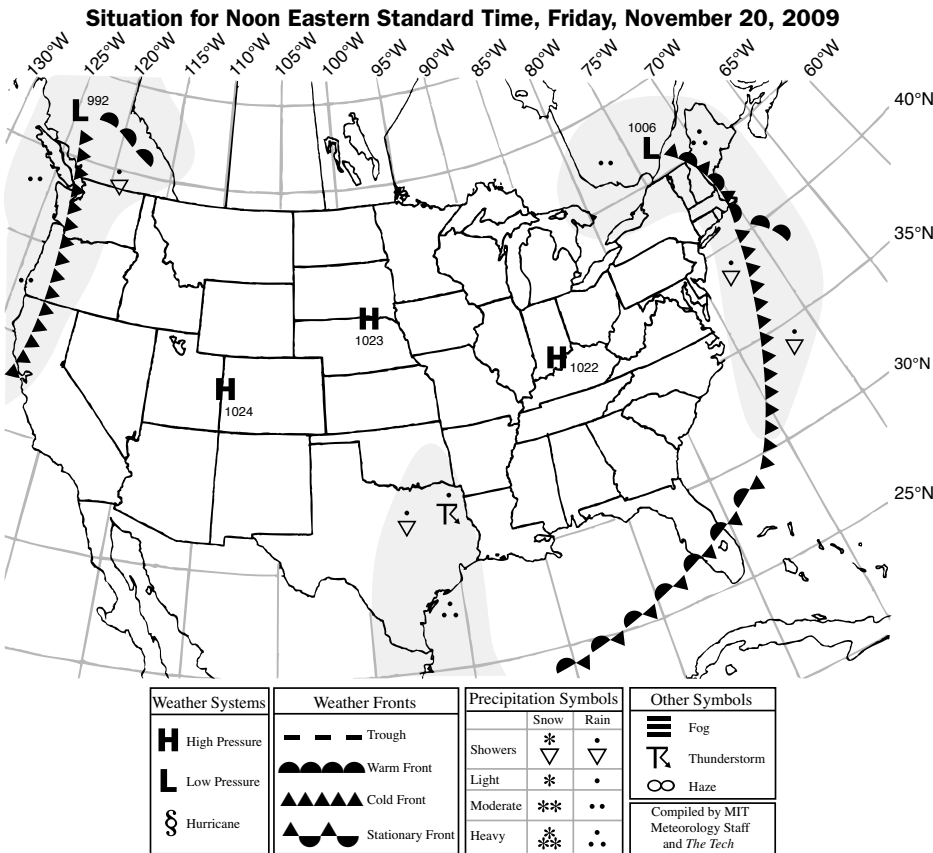 Situation for Noon Eastern Standard Time, Friday, November 20, 2009
130°W 125°W 120°W 115°W 110°W 105°W 100°W 95°W 90°W 85°W 80°W 75°W 70°W 65°W 60°W
40°N
35°N
30°N
25°N
L 992
1006
L
H
1023
H 1022
H
1024
Weather Systems
H High Pressure
L Low Pressure
§ Hurricane
Weather Fronts
Trough
Warm Front
Cold Front
Stationary Front
Precipitation Symbols
Snow Rain
Showers
Light
Moderate
Heavy
Other Symbols
Fog
Thunderstorm
Haze
Compiled by MIT
Meteorology Staff
and The Tech